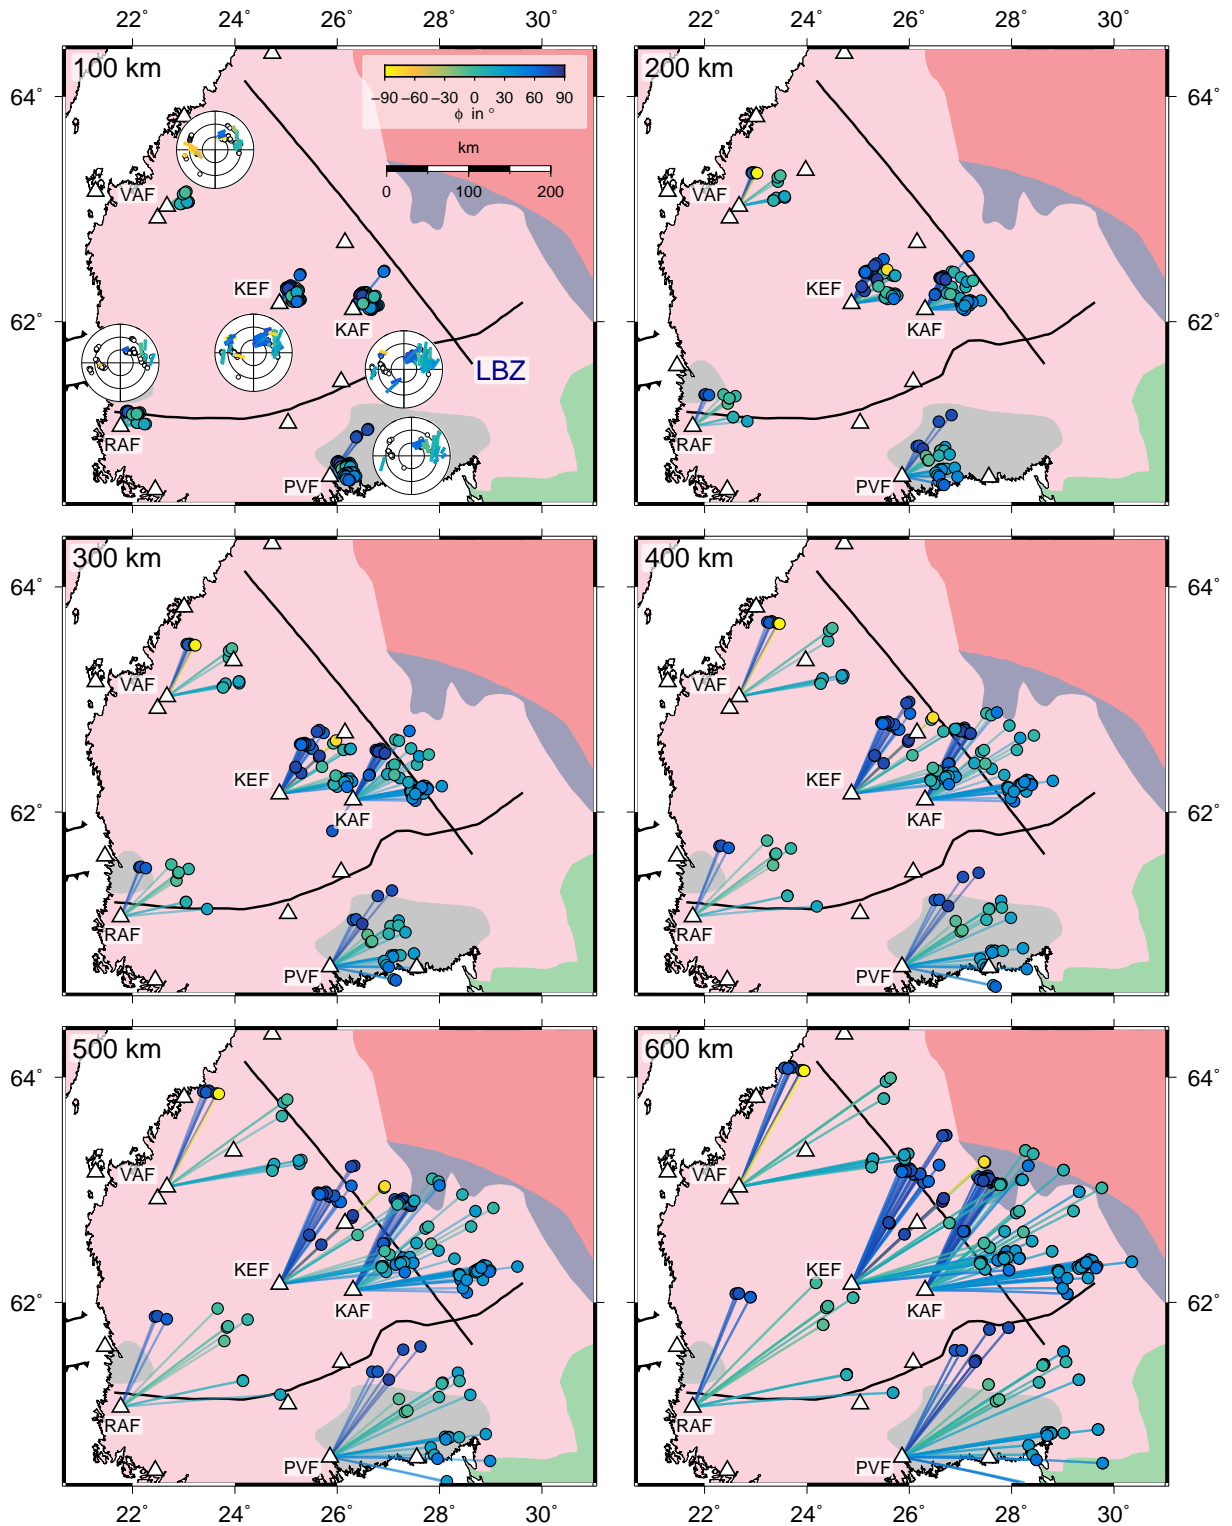 22° 24° 26° 28° 30° 22° 24° 26° 28° 30°
100 km
−90 −60 −30 0 30 60 90
ϕ in °
km
0 100 200
64°
62°
VAF
KEF
KAF
LBZ
RAF
PVF
200 km
64°
62°
VAF
KEF
KAF
RAF
PVF
300 km
64°
62°
VAF
KEF
KAF
RAF
PVF
400 km
64°
62°
VAF
KEF
KAF
RAF
PVF
500 km
64°
62°
VAF
KEF
KAF
RAF
PVF
600 km
64°
62°
VAF
KEF
KAF
RAF
PVF
22° 24° 26° 28° 30° 22° 24° 26° 28° 30°